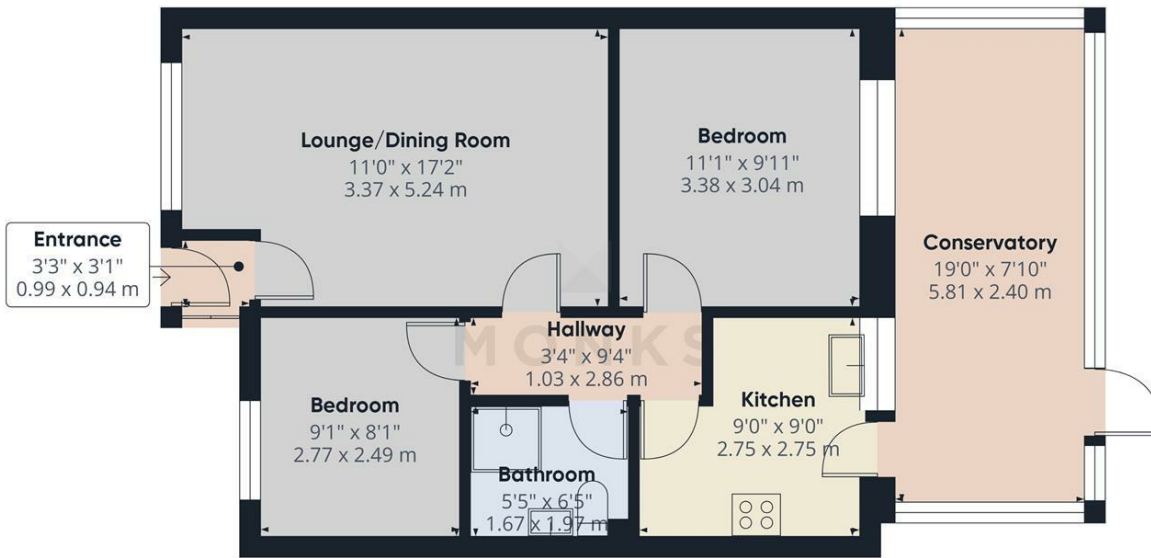 Lounge/Dining Room
11'0" x 17'2"
3.37 x 5.24 m
Bedroom
11'1" x 9'11"
3.38 x 3.04 m
Entrance
3'3" x 3'1"
0.99 x 0.94 m
Conservatory
19'0" x 7'10"
5.81 x 2.40 m
Hallway
3'4" x 9'4"
1.03 x 2.86 m
MONKS
Bedroom
9'1" x 8'1"
2.77 x 2.49 m
Kitchen
9'0" x 9'0"
2.75 x 2.75 m
Bathroom
5'5" x 6'5"
1.67 x 1.97 m